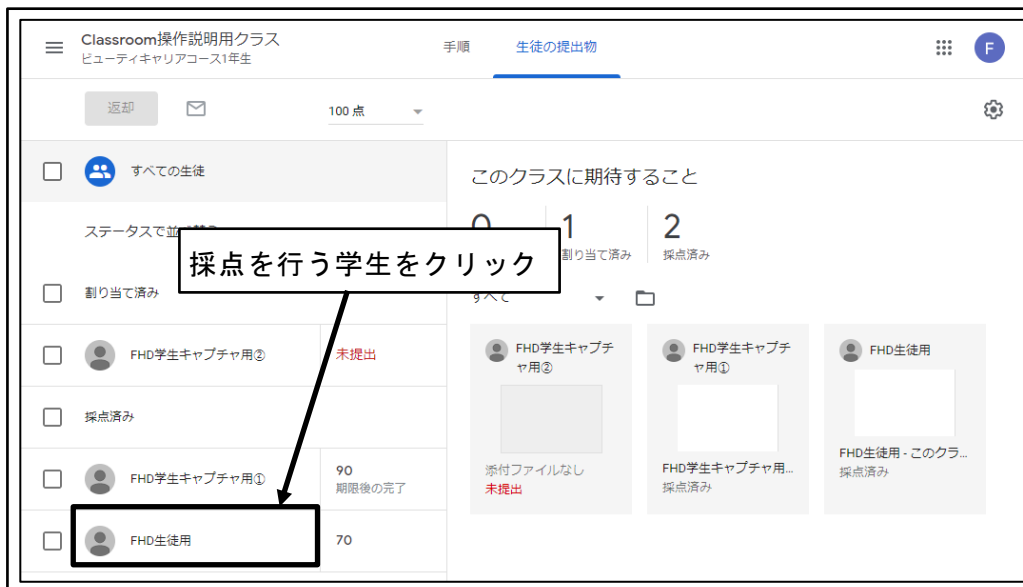 Classroom操作説明用クラス
ビューティキャリアコース1年生
手順
生徒の提出物
F
返却
100 点
すべての生徒
ステータスで並
採点を行う学生をクリック
割り当て済み
FHD学生キャプチャ用②
未提出
採点済み
FHD学生キャプチャ用①
90
期限後の完了
FHD生徒用
70
このクラスに期待すること
0
1
割り当て済み
2
採点済み
すべて
FHD学生キャプチ
ャ用②
添付ファイルなし
未提出
FHD学生キャプチ
ャ用①
FHD学生キャプチャ用...
採点済み
FHD生徒用
FHD生徒用 - このクラ...
採点済み